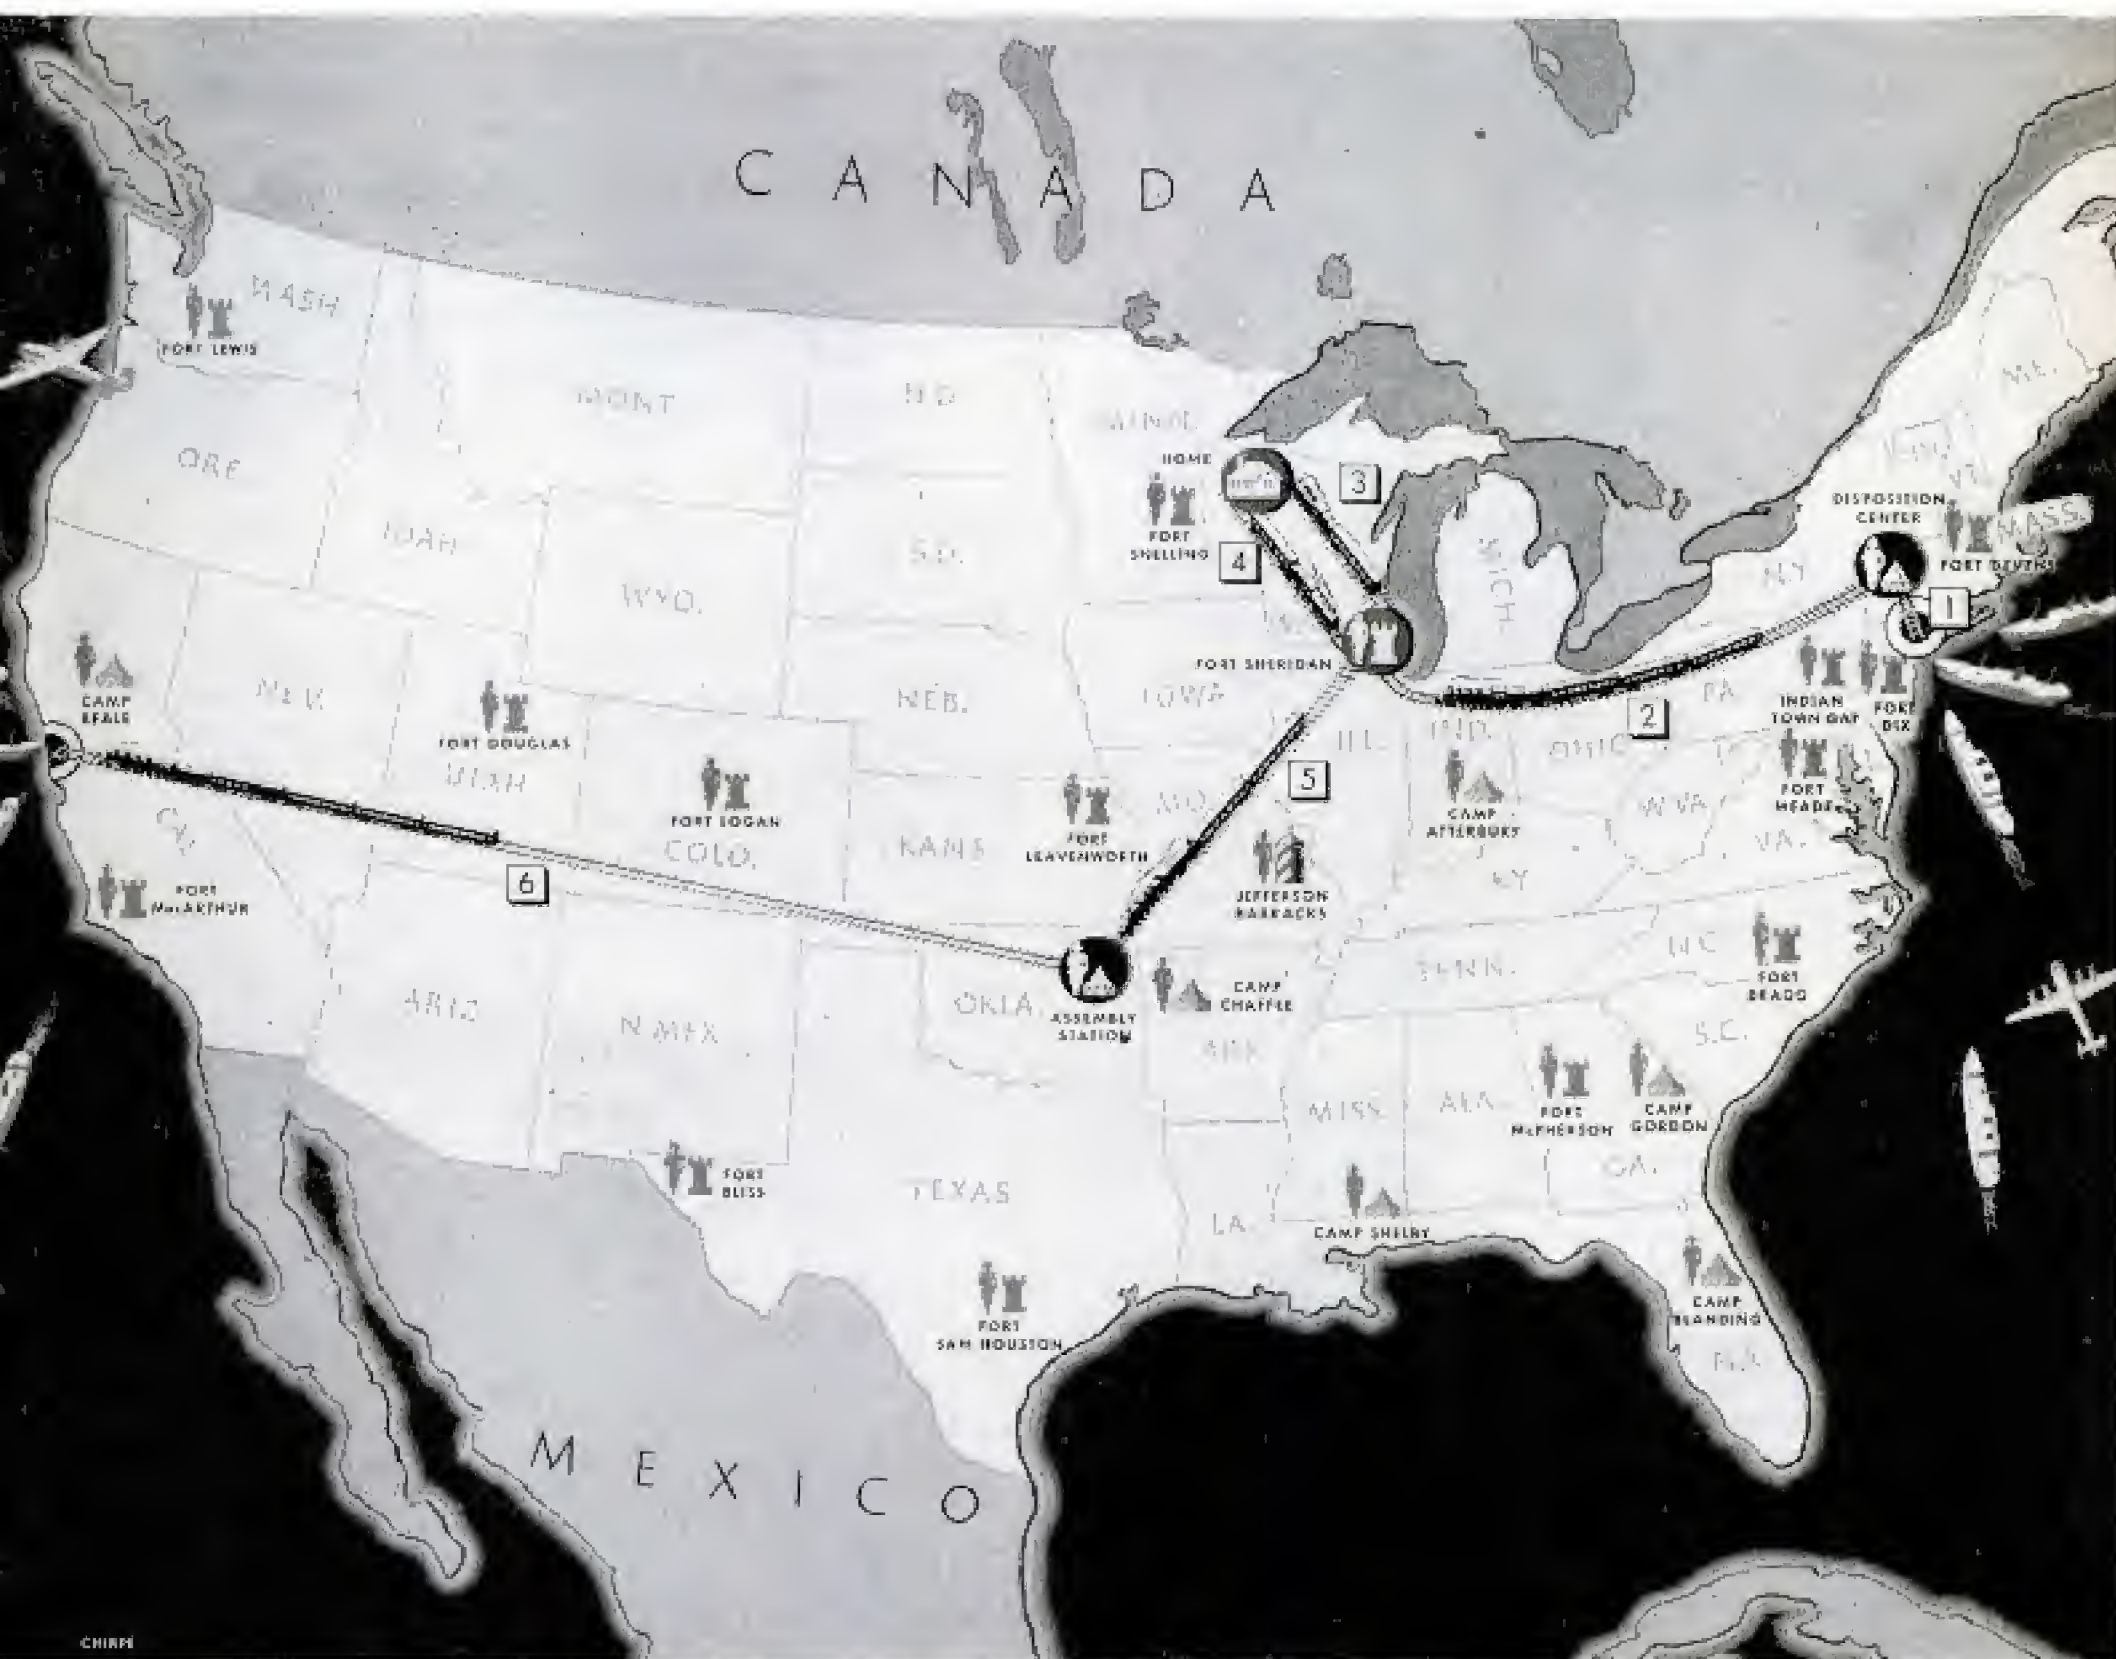 CANADA
WASH
FORT LEWIS
MONT
N.D.
MINN.
ORE
HOME
3
ME.
VT.
DISPOSITION
CENTER
MASS.
FORT DEVENS
IDAH
WYO.
S.D.
FORT
SNELLING
4
MICH
N.Y
1
CAMP
BEALE
NEV.
FORT DOUGLAS
UTAH
NEB.
IOWA
FORT SHERIDAN
ILL.
IND.
OHIO
PA
2
INDIAN
TOWN GAP
FORT
DIX
FORT LOGAN
COLO.
KANS
FORT
LEAVENWORTH
MO.
5
CAMP
ATTERBURY
W.VA
FORT
MEADE
VA.
6
FORT
MacARTHUR
JEFFERSON
BARRACKS
KY
ARIZ
N.MEX
OKLA.
ASSEMBLY
STATION
CAMP
CHAFFEE
ARK
TENN.
N.C
FORT
BRAGG
S.C.
MISS.
ALA.
FORT
McPHERSON
CAMP
GORDON
GA.
FORT
BLISS
TEXAS
LA.
CAMP SHELBY
FORT
SAM HOUSTON
CAMP
BLANDING
FLA
MEXICO